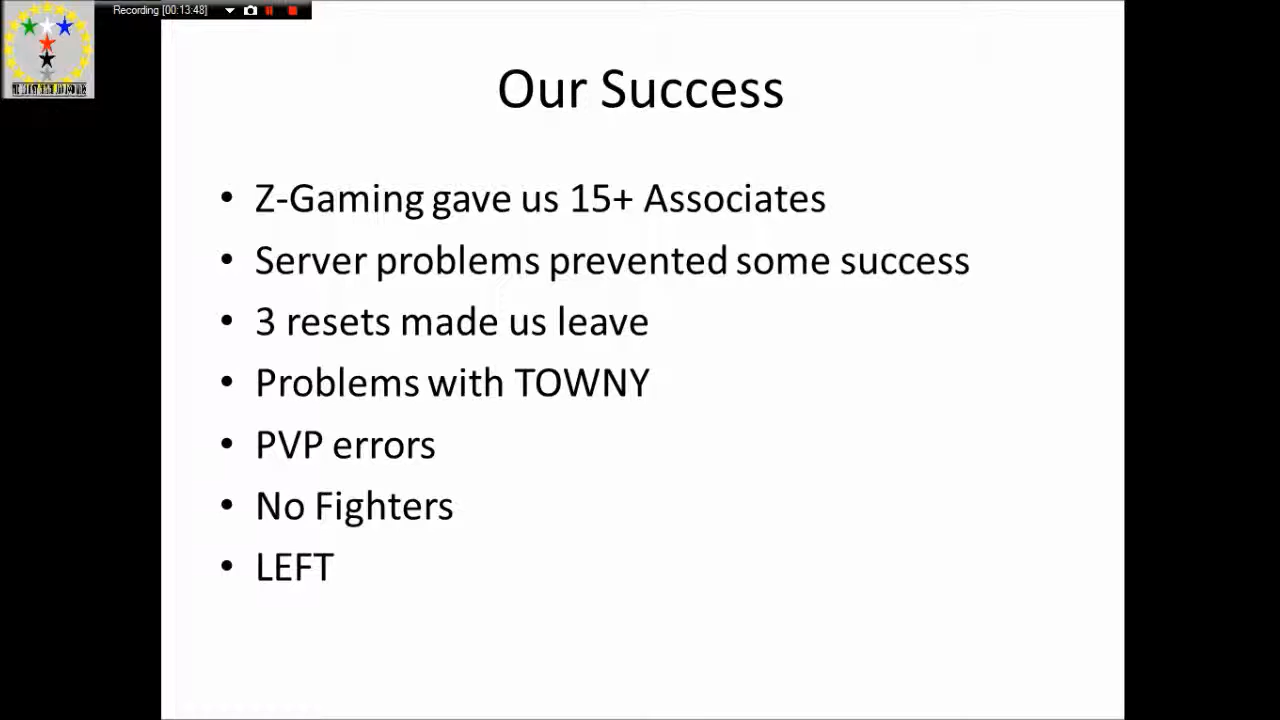 Recording [00:13:48]
Our Success
• Z-Gaming gave us 15+ Associates
• Server problems prevented some success
• 3 resets made us leave
• Problems with TOWNY
• PVP errors
• No Fighters
• LEFT